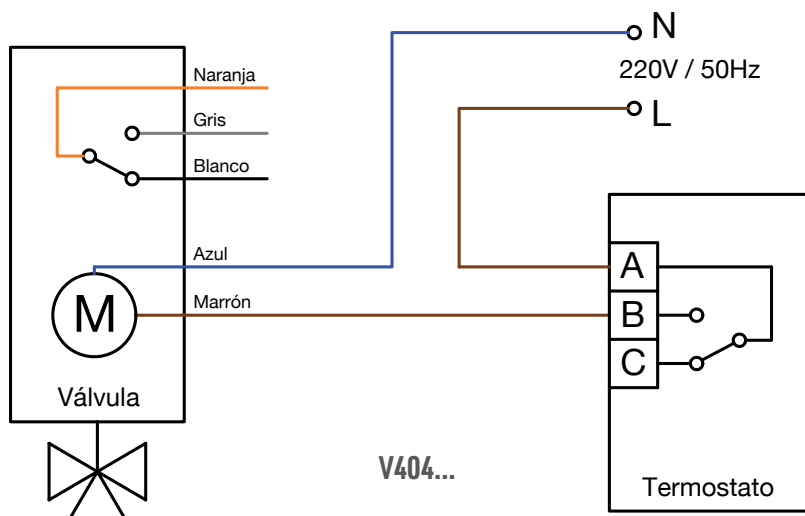 Naranja
Gris
Blanco
Azul
Marrón
M
Válvula
N
220V / 50Hz
L
A
B
C
Termostato
V404...